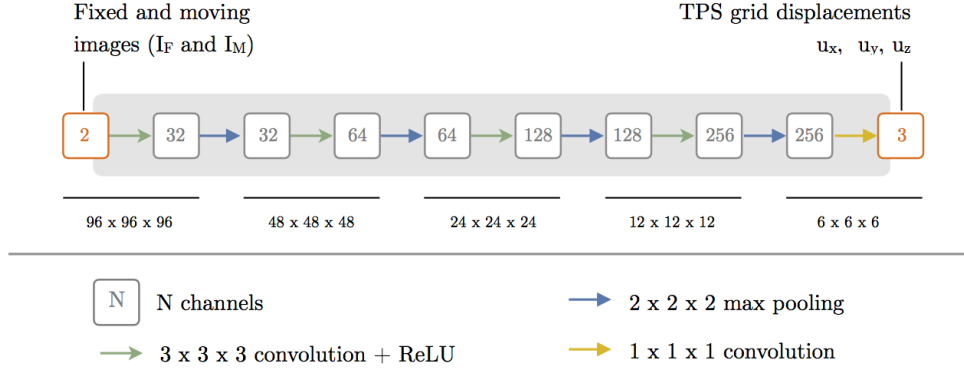 Fixed and moving
images (I_F and I_M)
TPS grid displacements
u_x, u_y, u_z
2 32 32 64 64 128 128 256 256 3
96 x 96 x 96 48 x 48 x 48 24 x 24 x 24 12 x 12 x 12 6 x 6 x 6
N N channels
2 x 2 x 2 max pooling
3 x 3 x 3 convolution + ReLU
1 x 1 x 1 convolution